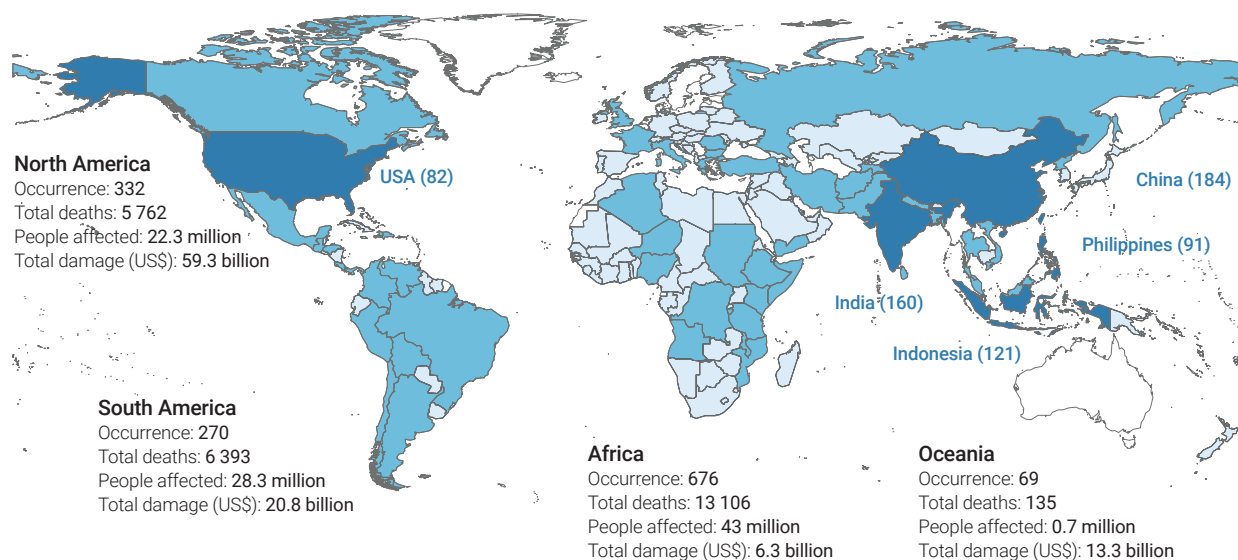 North America
Occurrence: 332
Total deaths: 5 762
People affected: 22.3 million
Total damage (US$): 59.3 billion
USA (82)
China (184)
Philippines (91)
India (160)
Indonesia (121)
South America
Occurrence: 270
Total deaths: 6 393
People affected: 28.3 million
Total damage (US$): 20.8 billion
Africa
Occurrence: 676
Total deaths: 13 106
People affected: 43 million
Total damage (US$): 6.3 billion
Oceania
Occurrence: 69
Total deaths: 135
People affected: 0.7 million
Total damage (US$): 13.3 billion